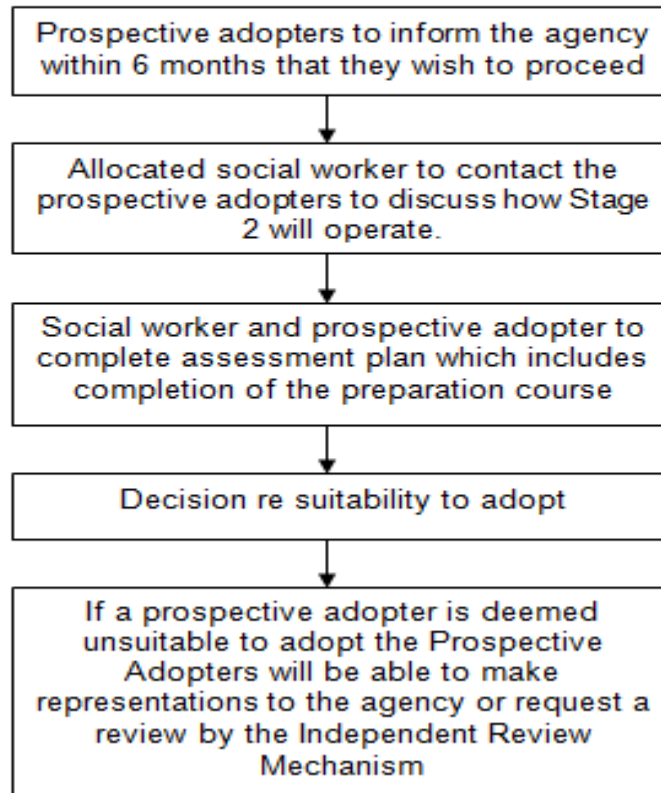 Prospective adopters to inform the agency
within 6 months that they wish to proceed
Allocated social worker to contact the
prospective adopters to discuss how Stage
2 will operate.
Social worker and prospective adopter to
complete assessment plan which includes
completion of the preparation course
Decision re suitability to adopt
If a prospective adopter is deemed
unsuitable to adopt the Prospective
Adopters will be able to make
representations to the agency or request a
review by the Independent Review
Mechanism